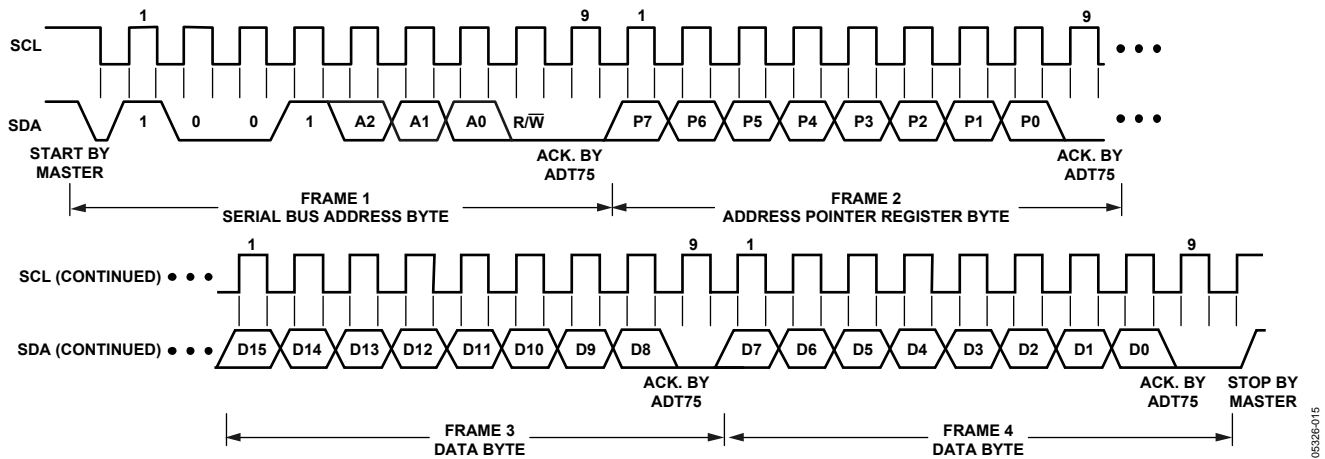 1 9 1 9
SCL
SDA 1 0 0 1 A2 A1 A0 R/W̅ P7 P6 P5 P4 P3 P2 P1 P0
START BY
MASTER
ACK. BY
ADT75
ACK. BY
ADT75
FRAME 1
SERIAL BUS ADDRESS BYTE
FRAME 2
ADDRESS POINTER REGISTER BYTE
1 9 1 9
SCL (CONTINUED)
SDA (CONTINUED) D15 D14 D13 D12 D11 D10 D9 D8 D7 D6 D5 D4 D3 D2 D1 D0
ACK. BY
ADT75
ACK. BY
ADT75
STOP BY
MASTER
FRAME 3
DATA BYTE
FRAME 4
DATA BYTE
05326-015